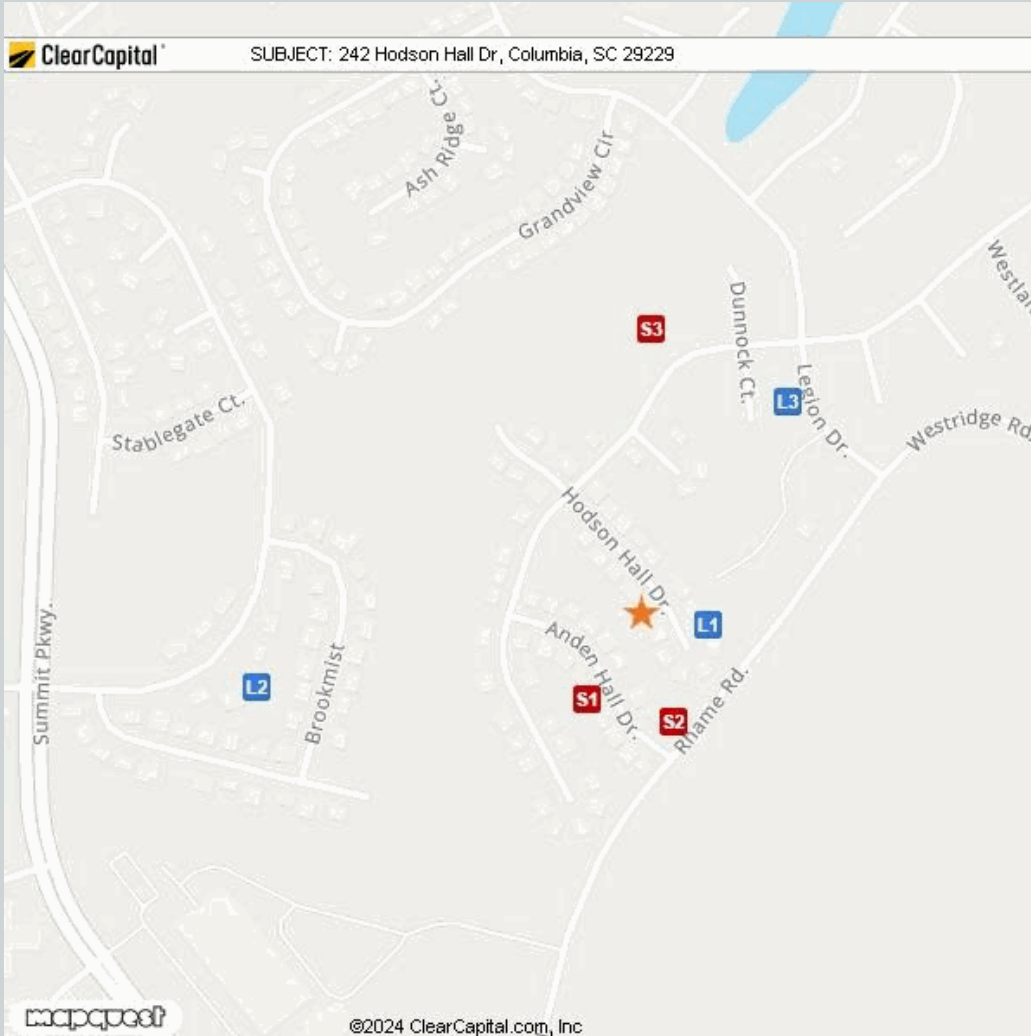 ClearCapital
SUBJECT: 242 Hodson Hall Dr, Columbia, SC 29229
Ash Ridge Ct.
Grandview Cir
Westlan
Dunnock Ct.
S3
Legion Dr.
L3
Stablegate Ct.
Westridge Rd.
Hodson Hall Dr.
L1
Anden Hall Dr.
Summit Pkwy.
Brookmist
L2
S1
S2
Rhame Rd.
mapquest
©2024 ClearCapital.com, Inc